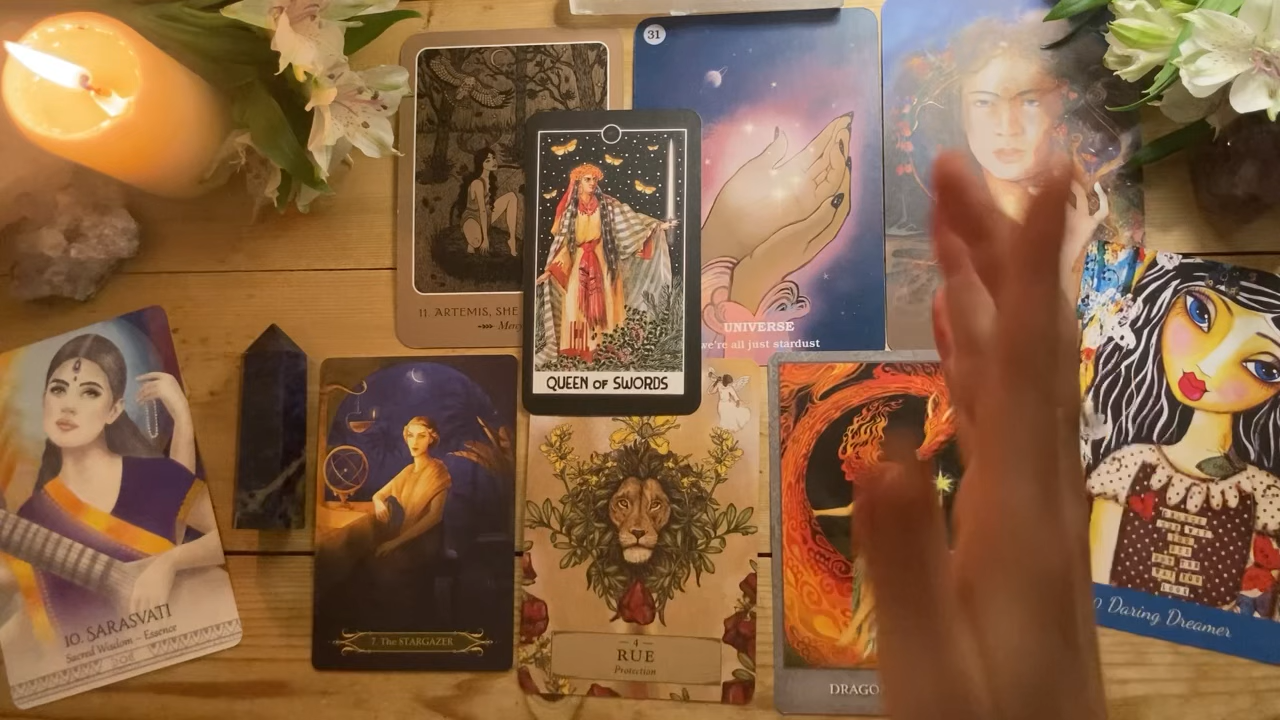 31
11. ARTEMIS, SHE
Mercy
QUEEN OF SWORDS
UNIVERSE
we're all just stardust
10. SARASVATI
Sacred Wisdom - Essence
7. The STARGAZER
4
RUE
Protection
DRAGO
Daring Dreamer